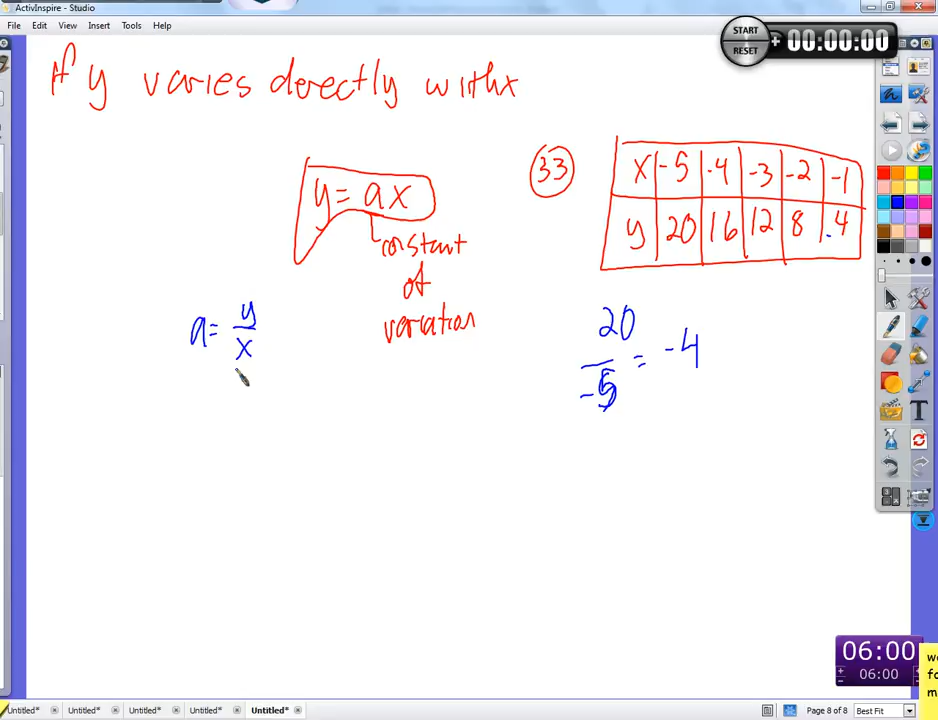 ActivInspire - Studio
File Edit View Insert Tools Help
START
RESET
00:00:00
If y varies directly with x
y = ax
constant
of
variation
33
x -5 -4 -3 -2 -1
y 20 16 12 8 4
a = y/x
20/-5 = -4
06:00
06:00
Untitled* Untitled* Untitled* Untitled* Untitled*
Page 8 of 8 Best Fit